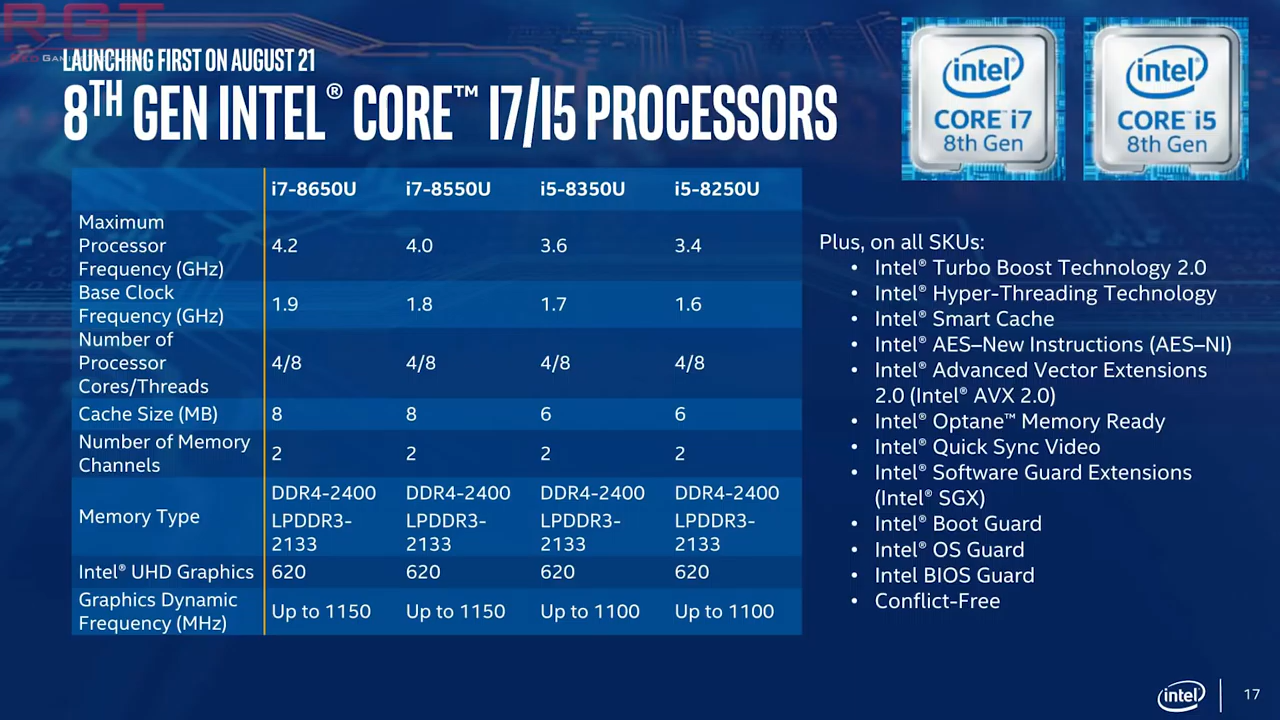 RGT
RED GAMING
LAUNCHING FIRST ON AUGUST 21
8TH GEN INTEL® CORE™ I7/I5 PROCESSORS
intel®
CORE™ i7
8th Gen
intel®
CORE™ i5
8th Gen
i7-8650U i7-8550U i5-8350U i5-8250U
Maximum
Processor
Frequency (GHz)
4.2 4.0 3.6 3.4
Base Clock
Frequency (GHz)
1.9 1.8 1.7 1.6
Number of
Processor
Cores/Threads
4/8 4/8 4/8 4/8
Cache Size (MB) 8 8 6 6
Number of Memory
Channels
2 2 2 2
Memory Type
DDR4-2400 DDR4-2400 DDR4-2400 DDR4-2400
LPDDR3- LPDDR3- LPDDR3- LPDDR3-
2133 2133 2133 2133
Intel® UHD Graphics 620 620 620 620
Graphics Dynamic
Frequency (MHz)
Up to 1150 Up to 1150 Up to 1100 Up to 1100
Plus, on all SKUs:
• Intel® Turbo Boost Technology 2.0
• Intel® Hyper-Threading Technology
• Intel® Smart Cache
• Intel® AES–New Instructions (AES–NI)
• Intel® Advanced Vector Extensions
2.0 (Intel® AVX 2.0)
• Intel® Optane™ Memory Ready
• Intel® Quick Sync Video
• Intel® Software Guard Extensions
(Intel® SGX)
• Intel® Boot Guard
• Intel® OS Guard
• Intel BIOS Guard
• Conflict-Free
intel® 17